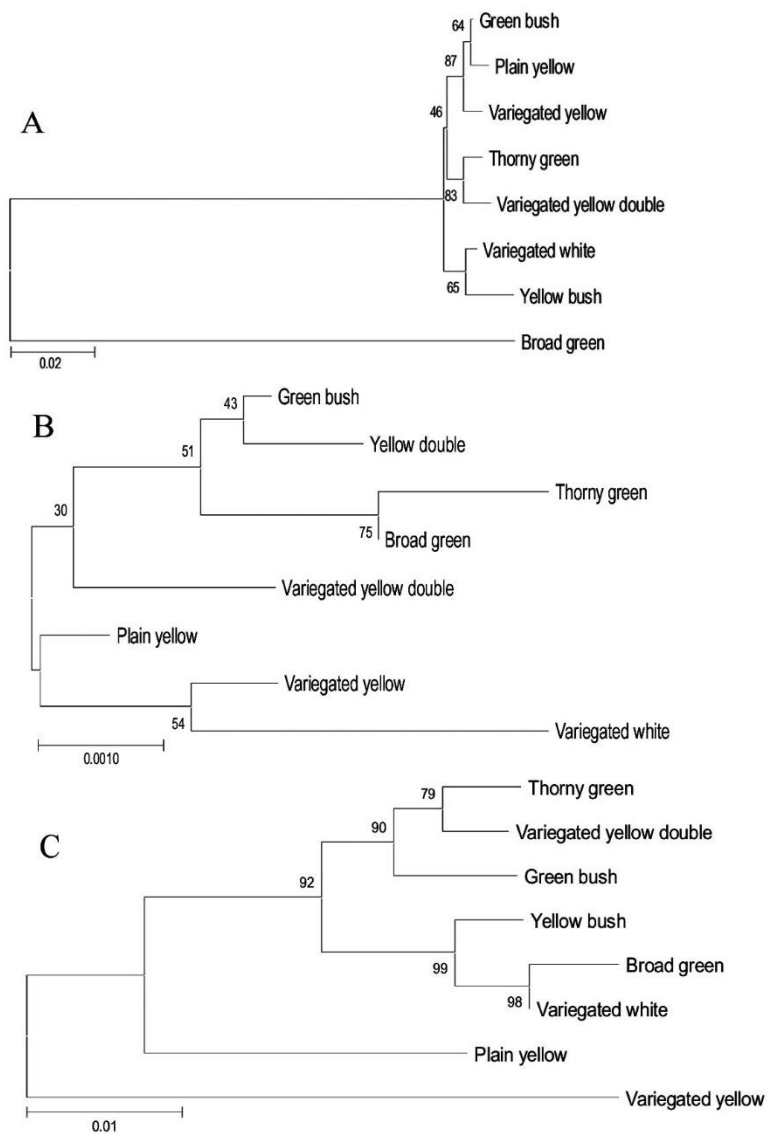 64
Green bush
Plain yellow
87
Variegated yellow
46
A
Thorny green
83
Variegated yellow double
Variegated white
65
Yellow bush
Broad green
0.02
43
Green bush
B
51
Yellow double
Thorny green
30
75
Broad green
Variegated yellow double
Plain yellow
Variegated yellow
54
Variegated white
0.0010
79
Thorny green
90
Variegated yellow double
C
92
Green bush
Yellow bush
99
Broad green
98
Variegated white
Plain yellow
Variegated yellow
0.01